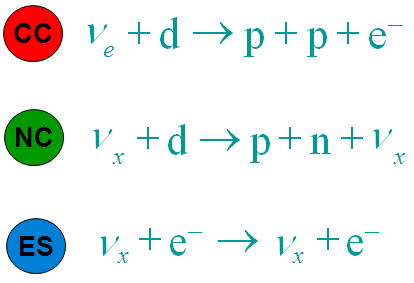 CC νₑ + d → p + p + e⁻
NC νₓ + d → p + n + νₓ
ES νₓ + e⁻ → νₓ + e⁻